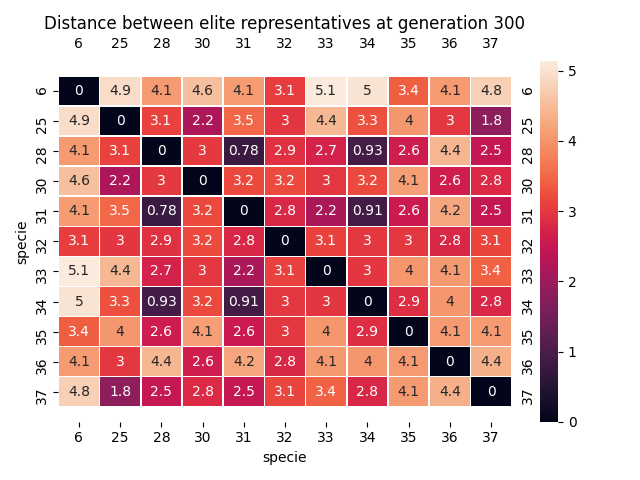 Distance between elite representatives at generation 300
6 25 28 30 31 32 33 34 35 36 37
6 0 4.9 4.1 4.6 4.1 3.1 5.1 5 3.4 4.1 4.8 6
25 4.9 0 3.1 2.2 3.5 3 4.4 3.3 4 3 1.8 25
28 4.1 3.1 0 3 0.78 2.9 2.7 0.93 2.6 4.4 2.5 28
30 4.6 2.2 3 0 3.2 3.2 3 3.2 4.1 2.6 2.8 30
31 4.1 3.5 0.78 3.2 0 2.8 2.2 0.91 2.6 4.2 2.5 31
32 3.1 3 2.9 3.2 2.8 0 3.1 3 3 2.8 3.1 32
33 5.1 4.4 2.7 3 2.2 3.1 0 3 4 4.1 3.4 33
34 5 3.3 0.93 3.2 0.91 3 3 0 2.9 4 2.8 34
35 3.4 4 2.6 4.1 2.6 3 4 2.9 0 4.1 4.1 35
36 4.1 3 4.4 2.6 4.2 2.8 4.1 4 4.1 0 4.4 36
37 4.8 1.8 2.5 2.8 2.5 3.1 3.4 2.8 4.1 4.4 0 37
6 25 28 30 31 32 33 34 35 36 37
specie
specie
5
4
3
2
1
0